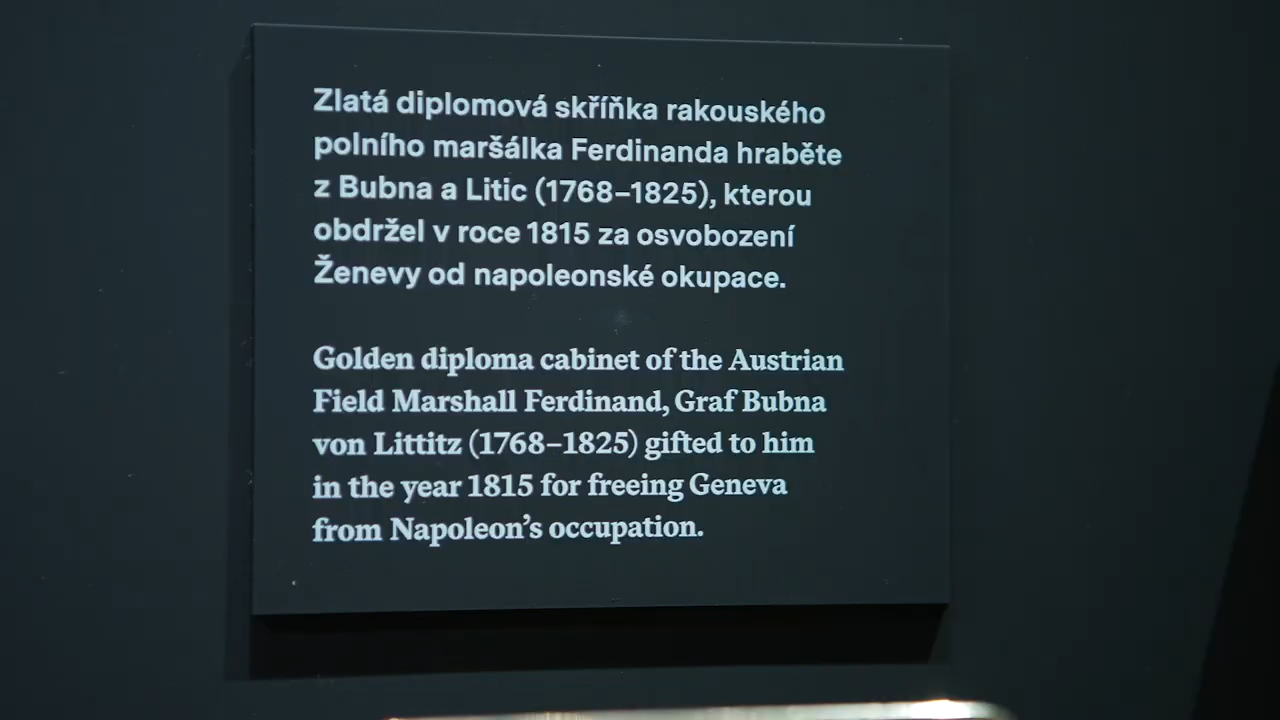 Zlatá diplomová skříňka rakouského
polního maršálka Ferdinanda hraběte
z Bubna a Litic (1768–1825), kterou
obdržel v roce 1815 za osvobození
Ženevy od napoleonské okupace.
Golden diploma cabinet of the Austrian
Field Marshall Ferdinand, Graf Bubna
von Littitz (1768–1825) gifted to him
in the year 1815 for freeing Geneva
from Napoleon’s occupation.